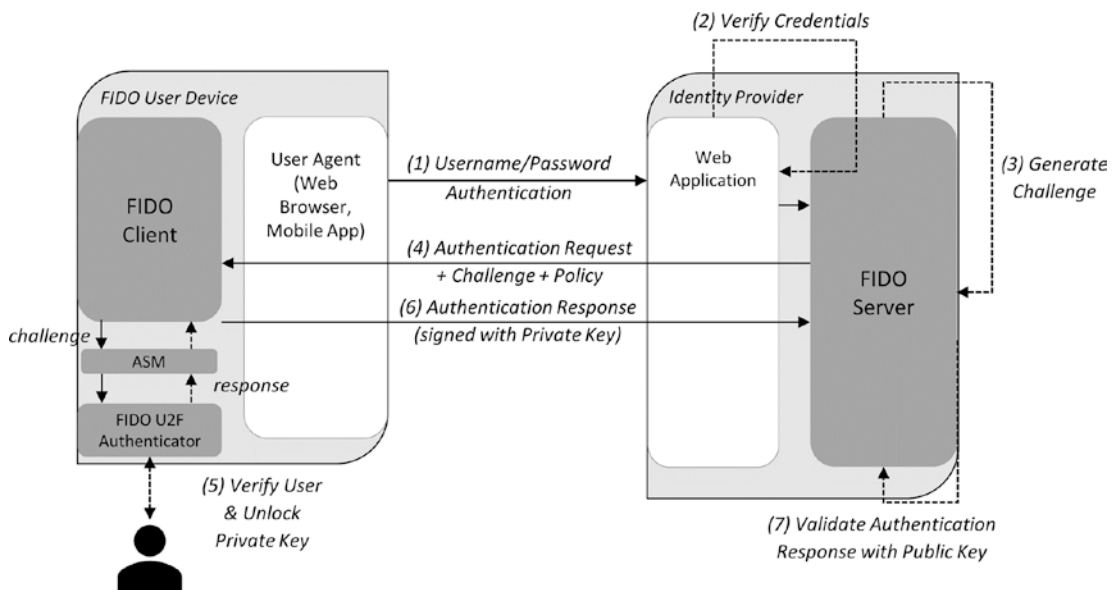 (2) Verify Credentials
FIDO User Device
Identity Provider
FIDO
Client
User Agent
(Web
Browser,
Mobile App)
(1) Username/Password
Authentication
Web
Application
(3) Generate
Challenge
(4) Authentication Request
+ Challenge + Policy
FIDO
Server
(6) Authentication Response
(signed with Private Key)
challenge
ASM
response
FIDO U2F
Authenticator
(5) Verify User
& Unlock
Private Key
(7) Validate Authentication
Response with Public Key